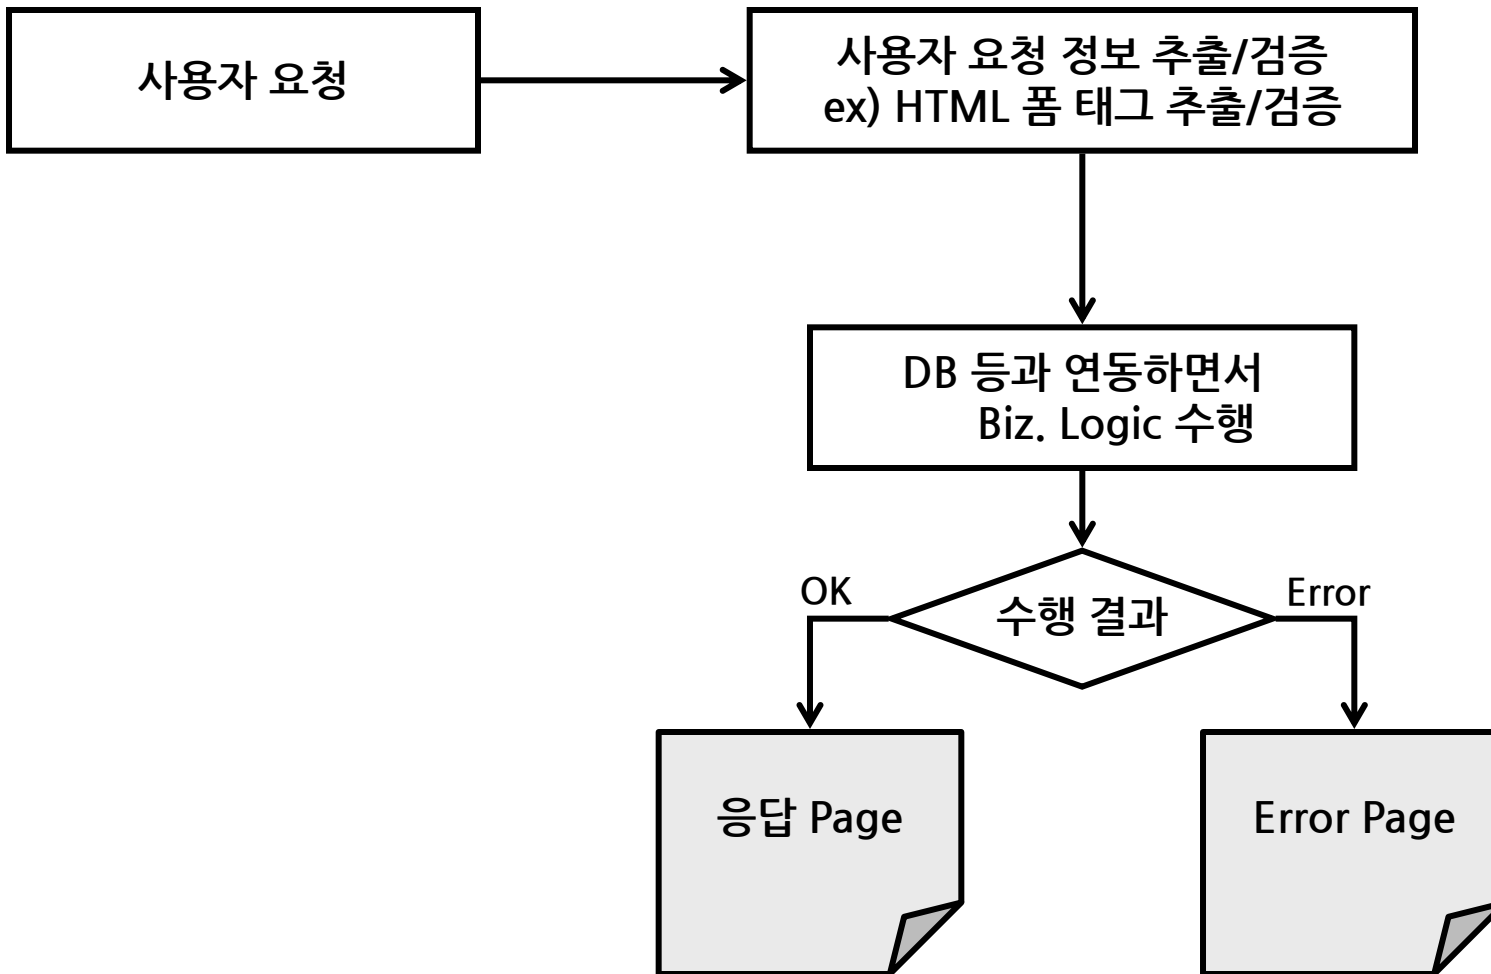 사용자 요청
사용자 요청 정보 추출/검증
ex) HTML 폼 태그 추출/검증
DB 등과 연동하면서
Biz. Logic 수행
OK
Error
수행 결과
응답 Page
Error Page